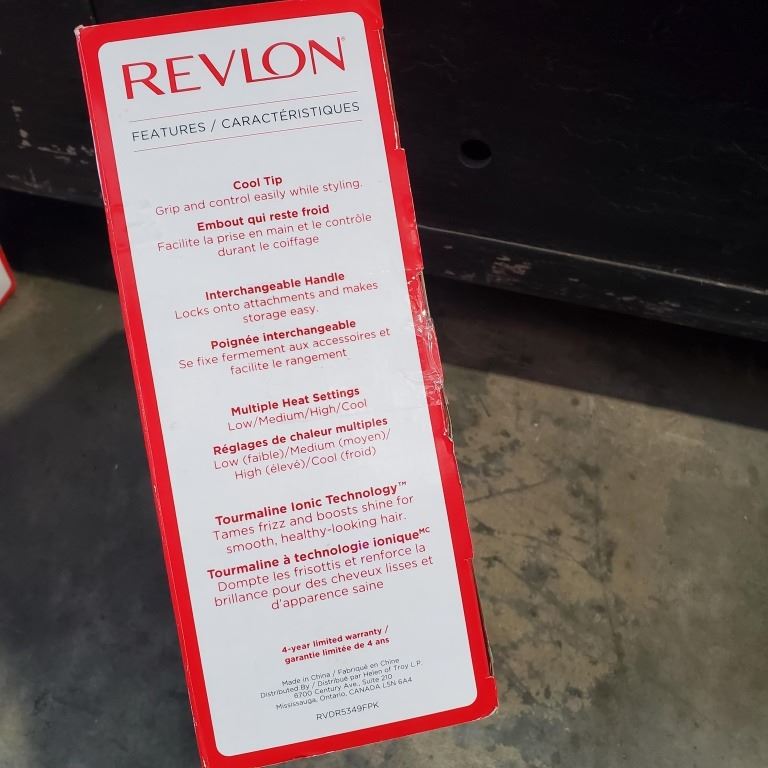 REVLON®
FEATURES / CARACTÉRISTIQUES
Cool Tip
Grip and control easily while styling.
Embout qui reste froid
Facilite la prise en main et le contrôle
durant le coiffage
Interchangeable Handle
Locks onto attachments and makes
storage easy.
Poignée interchangeable
Se fixe fermement aux accessoires et
facilite le rangement
Multiple Heat Settings
Low/Medium/High/Cool
Réglages de chaleur multiples
Low (faible)/Medium (moyen)/
High (élevé)/Cool (froid)
Tourmaline Ionic Technology™
Tames frizz and boosts shine for
smooth, healthy-looking hair.
Tourmaline à technologie ioniqueMC
Dompte les frisottis et renforce la
brillance pour des cheveux lisses et
d'apparence saine
4-year limited warranty /
garantie limitée de 4 ans
Made in China / Fabriqué en Chine
Distributed By / Distribué par Helen of Troy L.P.
6700 Century Ave., Suite 210
Mississauga, Ontario, CANADA L5N 6A4
RVDR5349FPK